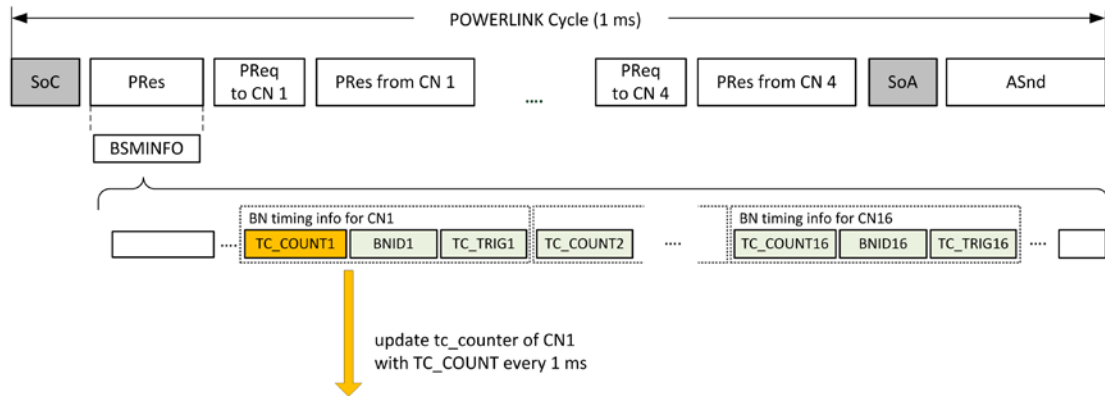 POWERLINK Cycle (1 ms)
SoC
PRes
PReq
to CN 1
PRes from CN 1
....
PReq
to CN 4
PRes from CN 4
SoA
ASnd
BSMINFO
BN timing info for CN1
BN timing info for CN16
....
TC_COUNT1
BNID1
TC_TRIG1
TC_COUNT2
....
TC_COUNT16
BNID16
TC_TRIG16
....
update tc_counter of CN1
with TC_COUNT every 1 ms